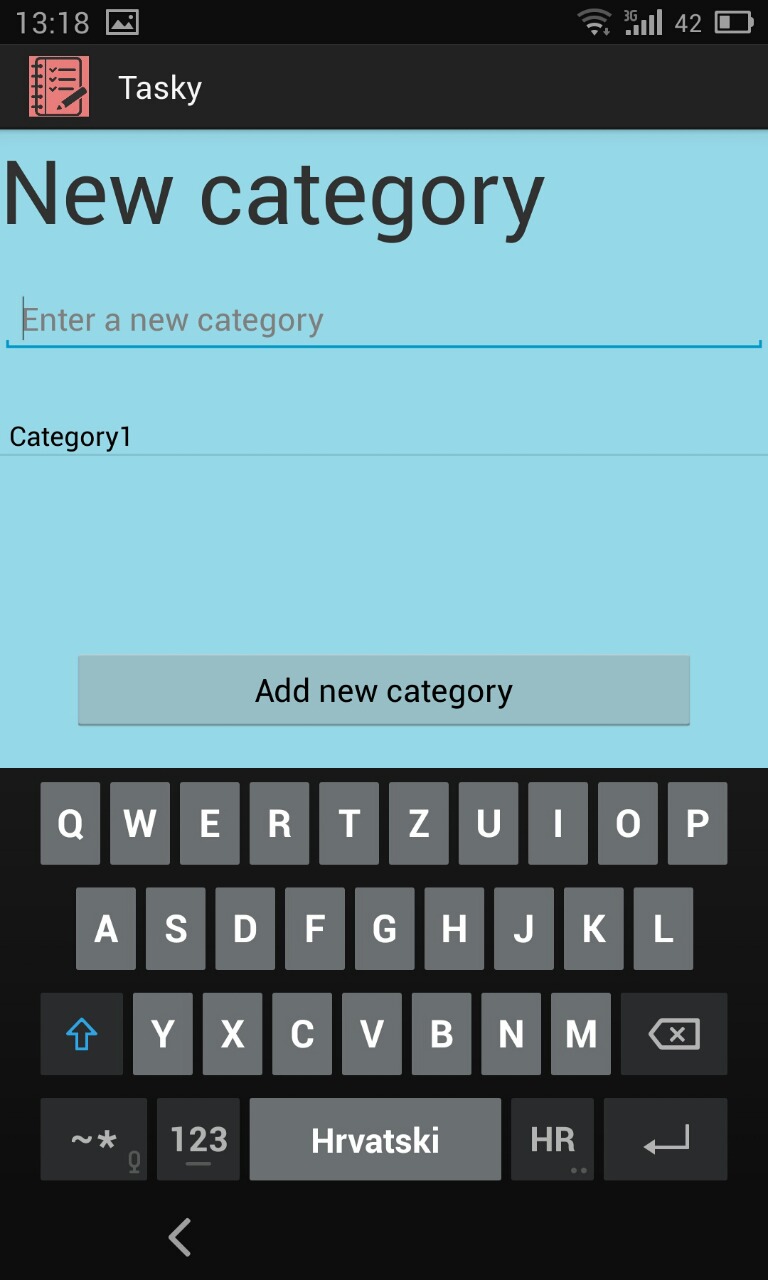 13:18 3G 42
Tasky
New category
Enter a new category
Category1
Add new category
Q W E R T Z U I O P
A S D F G H J K L
Y X C V B N M
~* 123 Hrvatski HR